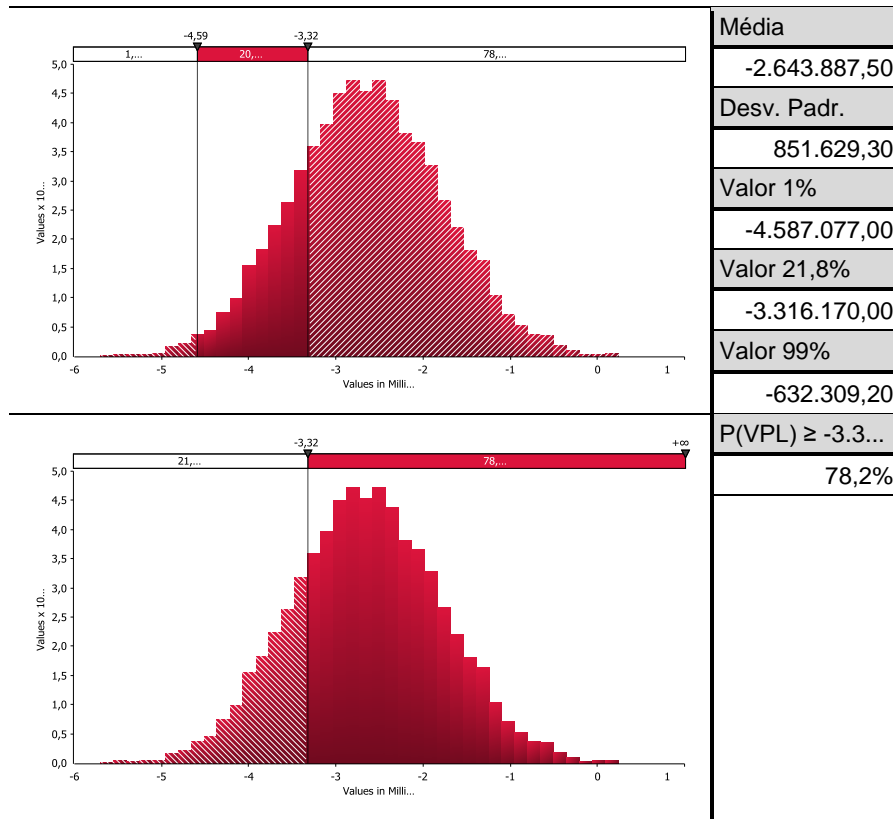 -4,59 -3,32
1,... 20,... 78,...
5,0
4,5
4,0
3,5
3,0
2,5
2,0
1,5
1,0
0,5
0,0
Values x 10...
-6 -5 -4 -3 -2 -1 0 1
Values in Milli...
-3,32 +∞
21,... 78,...
5,0
4,5
4,0
3,5
3,0
2,5
2,0
1,5
1,0
0,5
0,0
Values x 10...
-6 -5 -4 -3 -2 -1 0 1
Values in Milli...
Média
-2.643.887,50
Desv. Padr.
851.629,30
Valor 1%
-4.587.077,00
Valor 21,8%
-3.316.170,00
Valor 99%
-632.309,20
P(VPL) ≥ -3.3...
78,2%